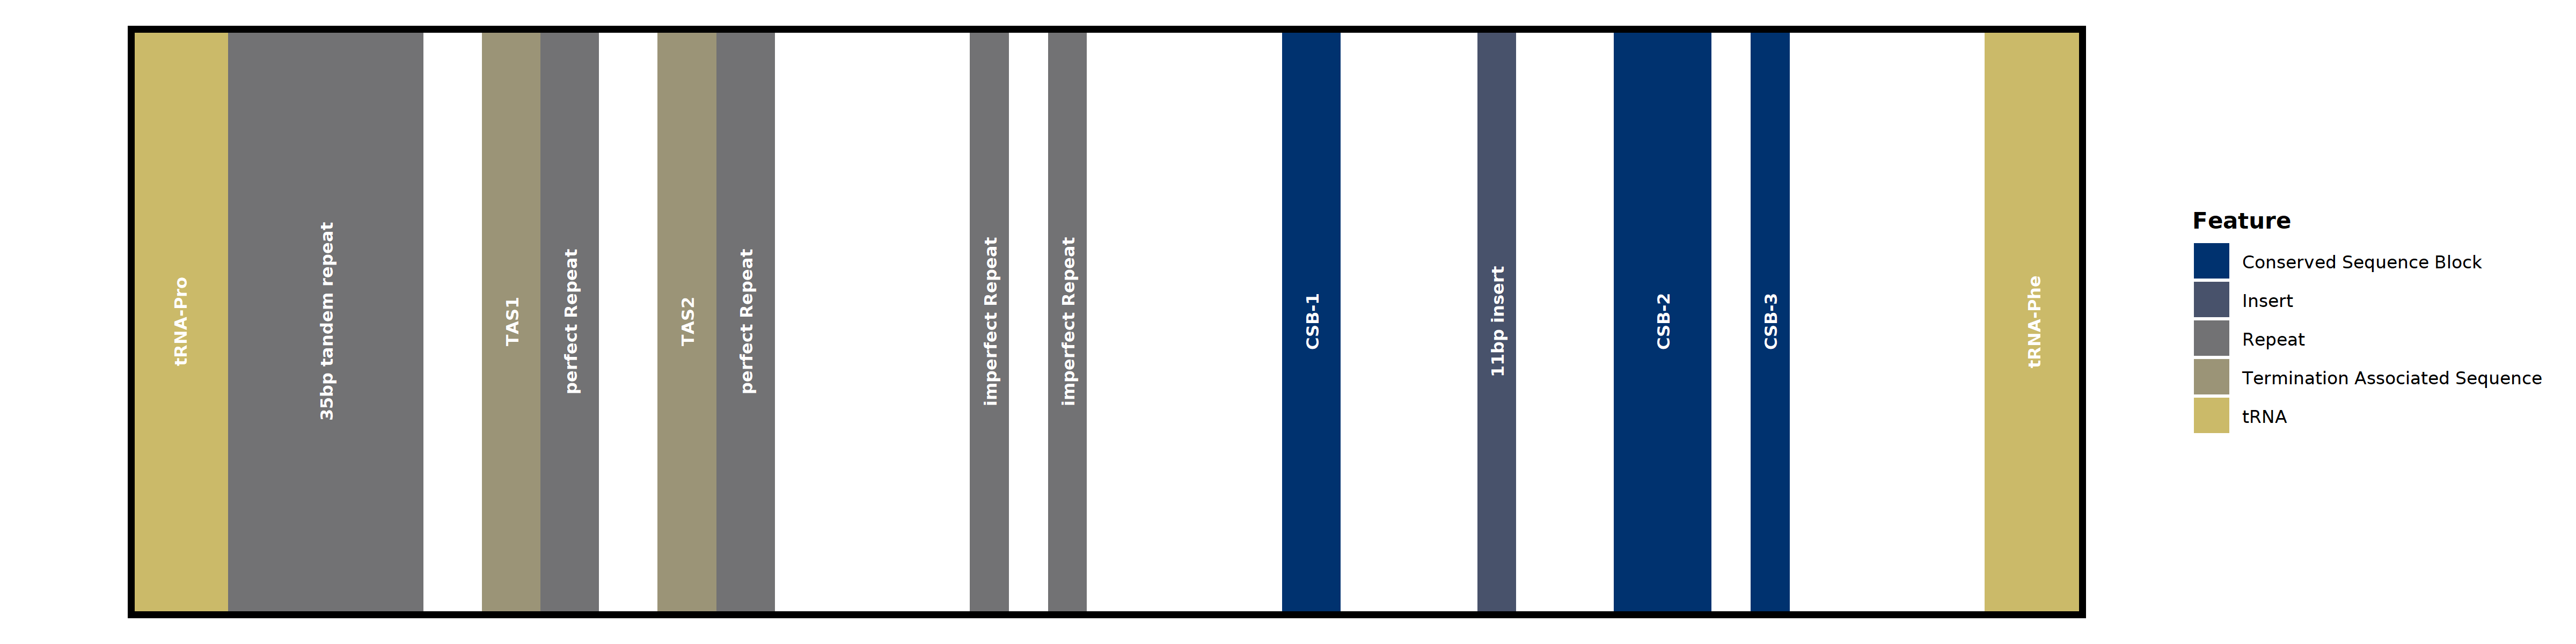 tRNA-Pro
35bp tandem repeat
TAS1
perfect Repeat
TAS2
perfect Repeat
imperfect Repeat
imperfect Repeat
CSB-1
11bp insert
CSB-2
CSB-3
tRNA-Phe
Feature
Conserved Sequence Block
Insert
Repeat
Termination Associated Sequence
tRNA